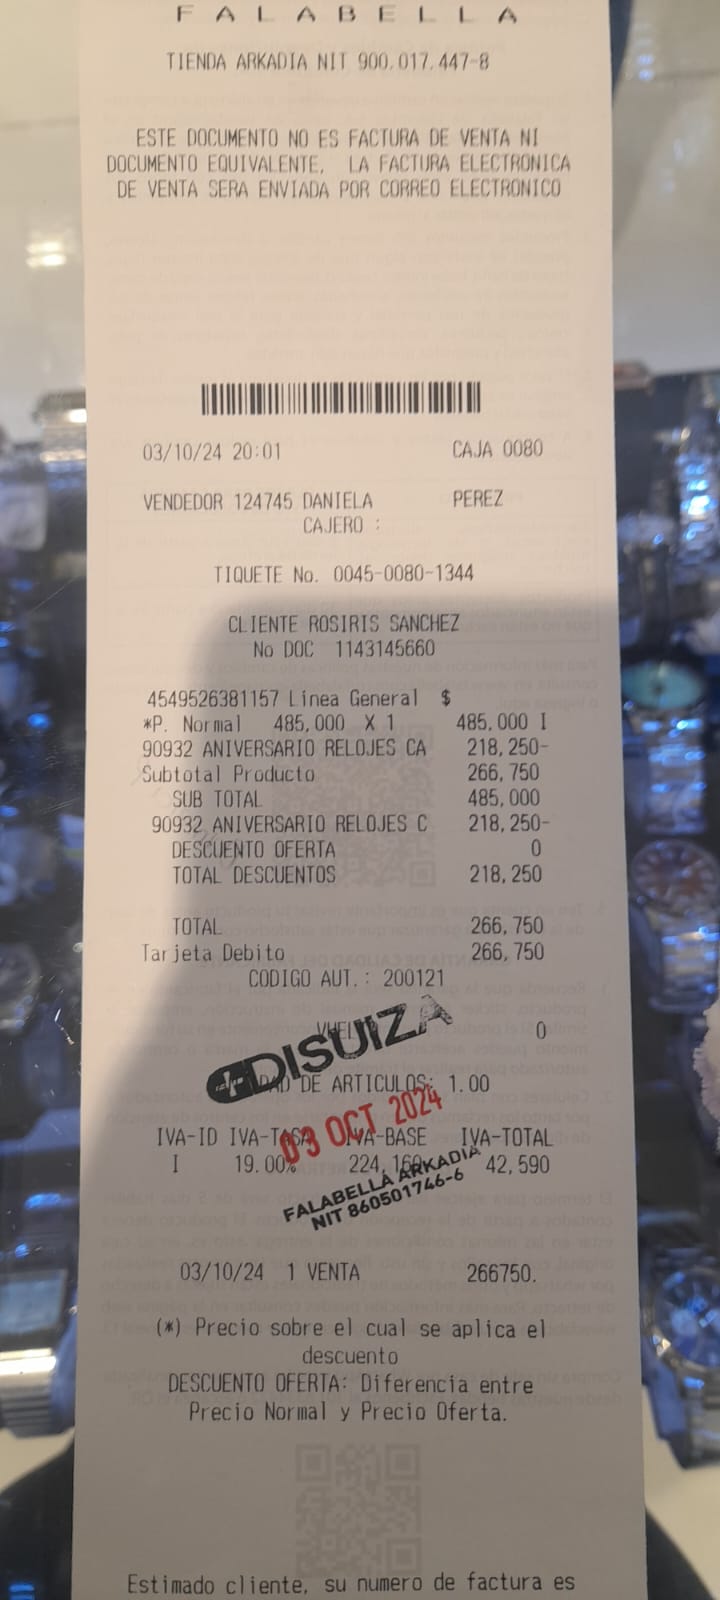 FALABELLA
TIENDA ARKADIA NIT 900.017.447-8
ESTE DOCUMENTO NO ES FACTURA DE VENTA NI
DOCUMENTO EQUIVALENTE, LA FACTURA ELECTRONICA
DE VENTA SERA ENVIADA POR CORREO ELECTRONICO
03/10/24 20:01 CAJA 0080
VENDEDOR 124745 DANIELA PEREZ
CAJERO :
TIQUETE No. 0045-0080-1344
CLIENTE ROSIRIS SANCHEZ
No DOC 1143145660
4549526381157 Linea General $
*P. Normal 485,000 X 1 485,000 I
90932 ANIVERSARIO RELOJES CA 218,250-
Subtotal Producto 266,750
SUB TOTAL 485,000
90932 ANIVERSARIO RELOJES C 218,250-
DESCUENTO OFERTA 0
TOTAL DESCUENTOS 218,250
TOTAL 266,750
Tarjeta Debito 266,750
CODIGO AUT.: 200121
0
DISUIZA
DE ARTICULOS: 1.00
03 OCT 2024
IVA-ID IVA-TASA IVA-BASE IVA-TOTAL
I 19.00% 224,160 42,590
FALABELLA ARKADIA
NIT 860501746-6
03/10/24 1 VENTA 266750.
(*) Precio sobre el cual se aplica el
descuento
DESCUENTO OFERTA: Diferencia entre
Precio Normal y Precio Oferta.
Estimado cliente, su numero de factura es